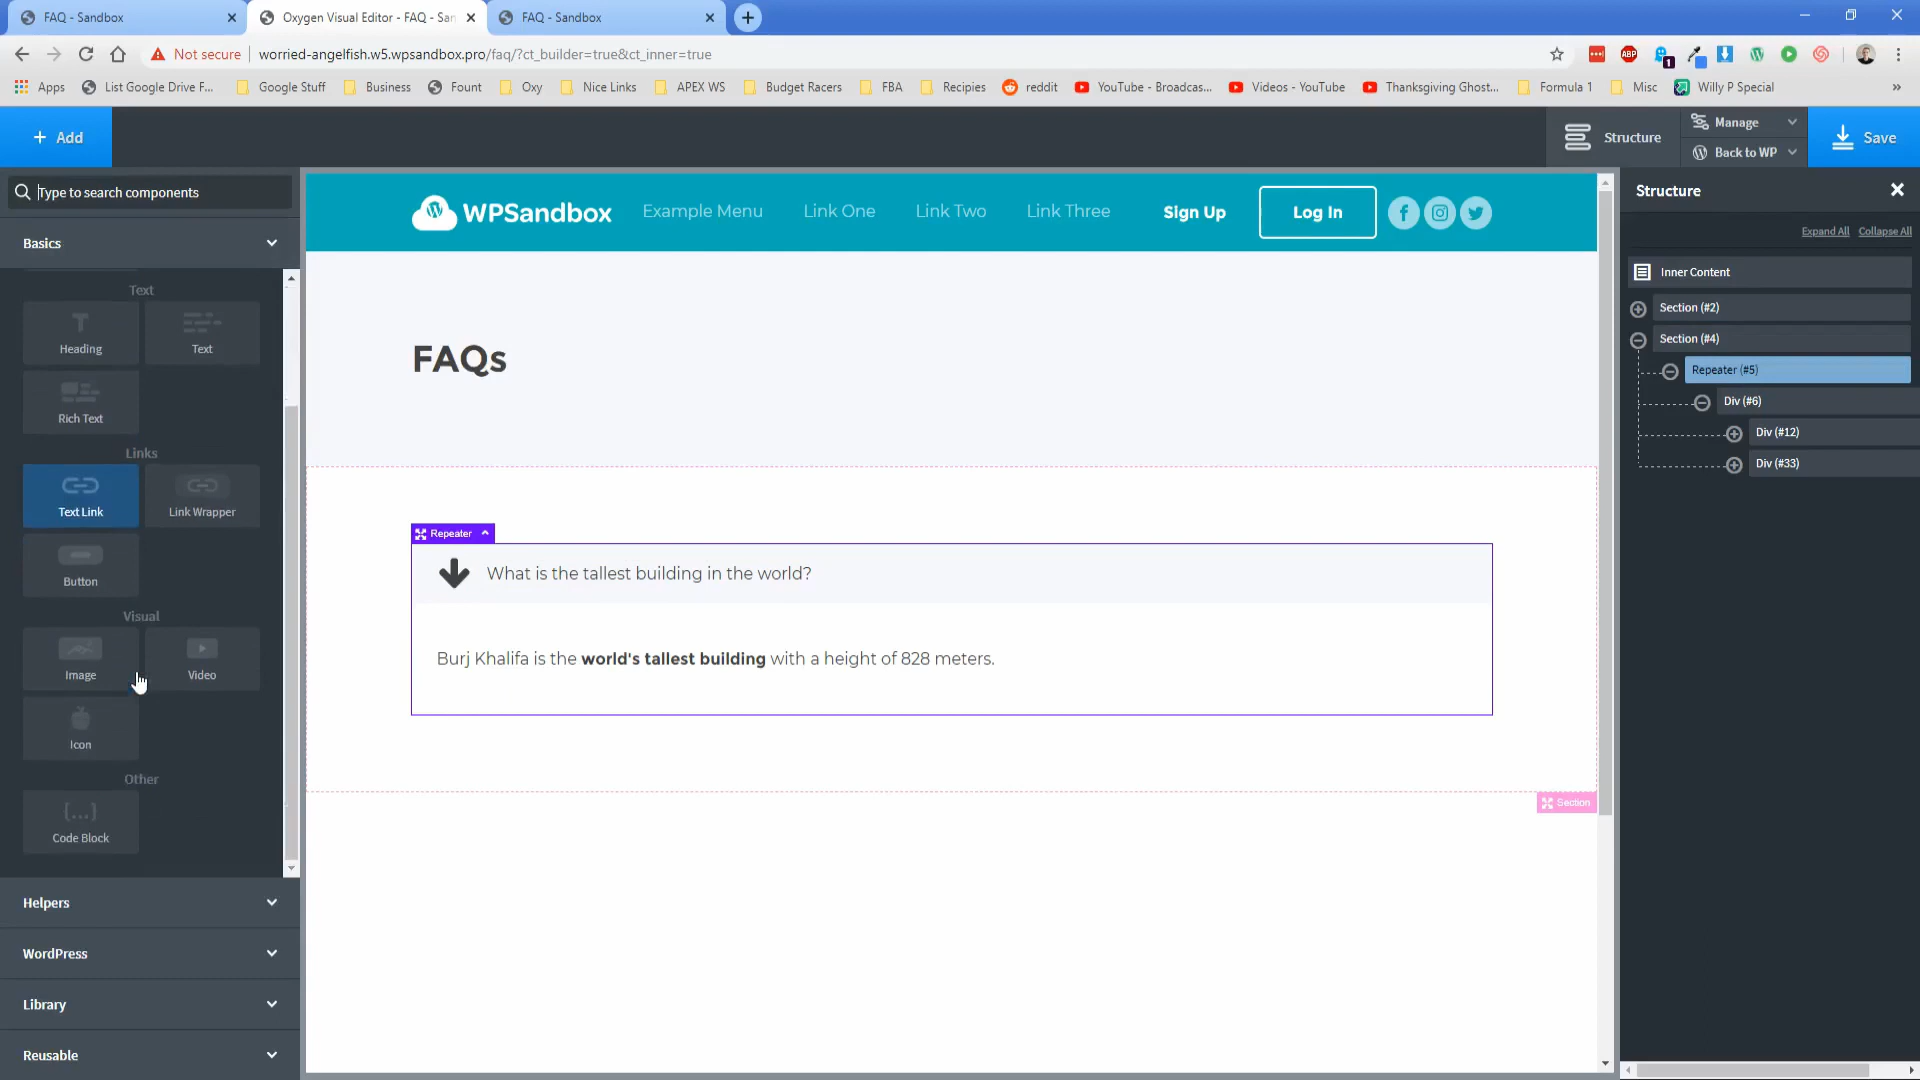 FAQ - Sandbox
Oxygen Visual Editor - FAQ - San
FAQ - Sandbox
Not secure
worried-angelfish.w5.wpsandbox.pro/faq/?ct_builder=true&ct_inner=true
ABP
1
Apps
List Google Drive F...
Google Stuff
Business
Fount
Oxy
Nice Links
APEX WS
Budget Racers
FBA
Recipies
reddit
YouTube - Broadcas...
Videos - YouTube
Thanksgiving Ghost...
Formula 1
Misc
Willy P Special
»
+ Add
Structure
Manage
Back to WP
Save
Type to search components
Basics
Text
Heading
Text
Rich Text
Links
Text Link
Link Wrapper
Button
Visual
Image
Video
Icon
Other
{...}
Code Block
Helpers
WordPress
Library
Reusable
WPSandbox
Example Menu
Link One
Link Two
Link Three
Sign Up
Log In
FAQs
Repeater
What is the tallest building in the world?
Burj Khalifa is the world's tallest building with a height of 828 meters.
Section
Structure
Expand All
Collapse All
Inner Content
Section (#2)
Section (#4)
Repeater (#5)
Div (#6)
Div (#12)
Div (#33)